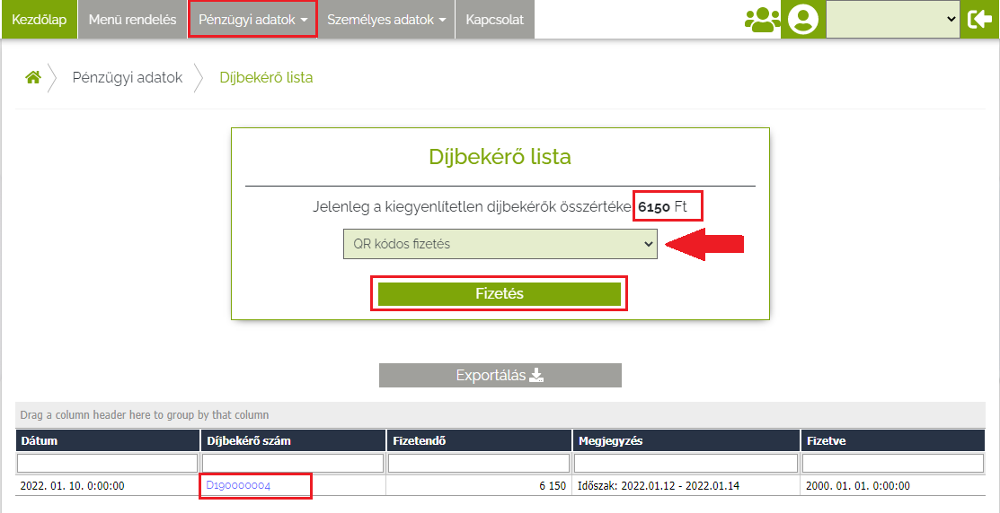 Kezdőlap Menü rendelés Pénzügyi adatok Személyes adatok Kapcsolat
Pénzügyi adatok Díjbekérő lista
Díjbekérő lista
Jelenleg a kiegyenlítetlen díjbekérők összértéke 6150 Ft
QR kódos fizetés
Fizetés
Exportálás
Drag a column header here to group by that column
Dátum Díjbekérő szám Fizetendő Megjegyzés Fizetve
2022. 01. 10. 0:00:00 D190000004 6 150 Időszak: 2022.01.12 - 2022.01.14 2000. 01. 01. 0:00:00